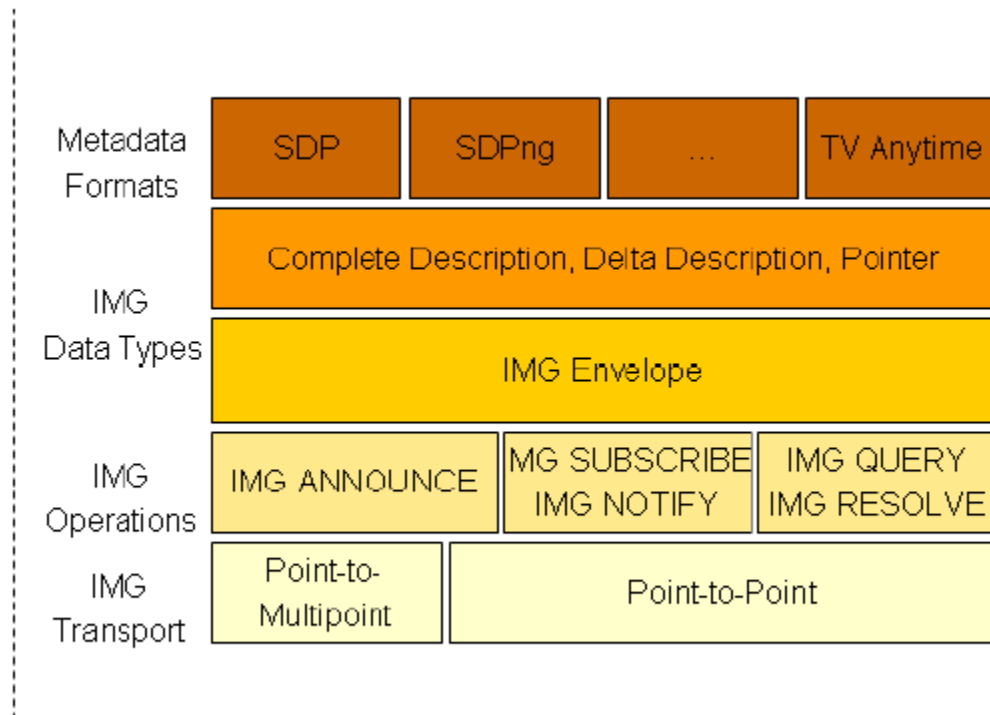 Metadata
Formats
SDP
SDPng
...
TV Anytime
IMG
Data Types
Complete Description, Delta Description, Pointer
IMG Envelope
IMG
Operations
IMG ANNOUNCE
MG SUBSCRIBE
IMG NOTIFY
IMG QUERY
IMG RESOLVE
IMG
Transport
Point-to-
Multipoint
Point-to-Point